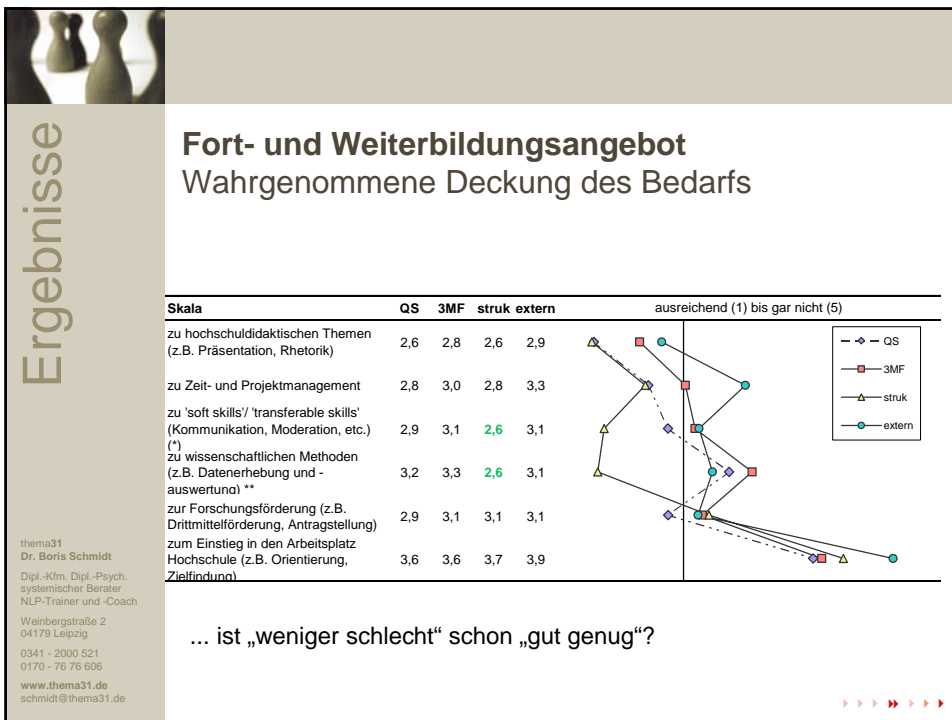 Ergebnisse
Fort- und Weiterbildungsangebot
Wahrgenommene Deckung des Bedarfs
Skala QS 3MF struk extern ausreichend (1) bis gar nicht (5)
zu hochschuldidaktischen Themen
(z.B. Präsentation, Rhetorik) 2,6 2,8 2,6 2,9
zu Zeit- und Projektmanagement 2,8 3,0 2,8 3,3
zu 'soft skills'/ 'transferable skills'
(Kommunikation, Moderation, etc.) 2,9 3,1 2,6 3,1
(*)
zu wissenschaftlichen Methoden
(z.B. Datenerhebung und - 3,2 3,3 2,6 3,1
auswertung) **
zur Forschungsförderung (z.B.
Drittmittelförderung, Antragstellung) 2,9 3,1 3,1 3,1
zum Einstieg in den Arbeitsplatz
Hochschule (z.B. Orientierung, 3,6 3,6 3,7 3,9
Zielfindung)
QS
3MF
struk
extern
... ist „weniger schlecht“ schon „gut genug“?
thema31
Dr. Boris Schmidt
Dipl.-Kfm. Dipl.-Psych.
systemischer Berater
NLP-Trainer und -Coach
Weinbergstraße 2
04179 Leipzig
0341 - 2000 521
0170 - 76 76 606
www.thema31.de
schmidt@thema31.de